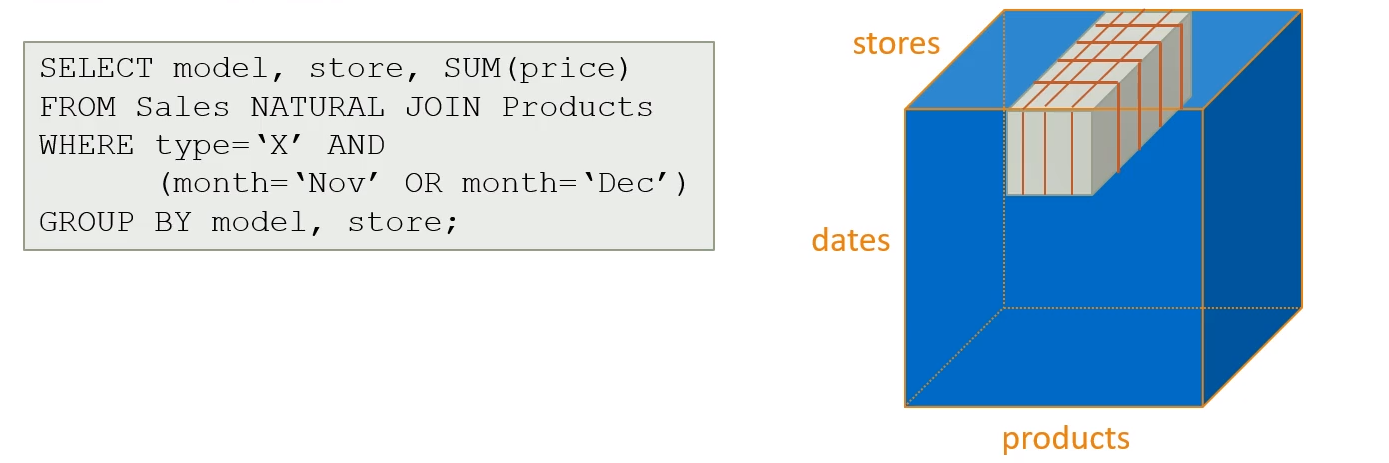 SELECT model, store, SUM(price)
FROM Sales NATURAL JOIN Products
WHERE type=‘X’ AND
(month=‘Nov’ OR month=‘Dec’)
GROUP BY model, store;
stores
dates
products